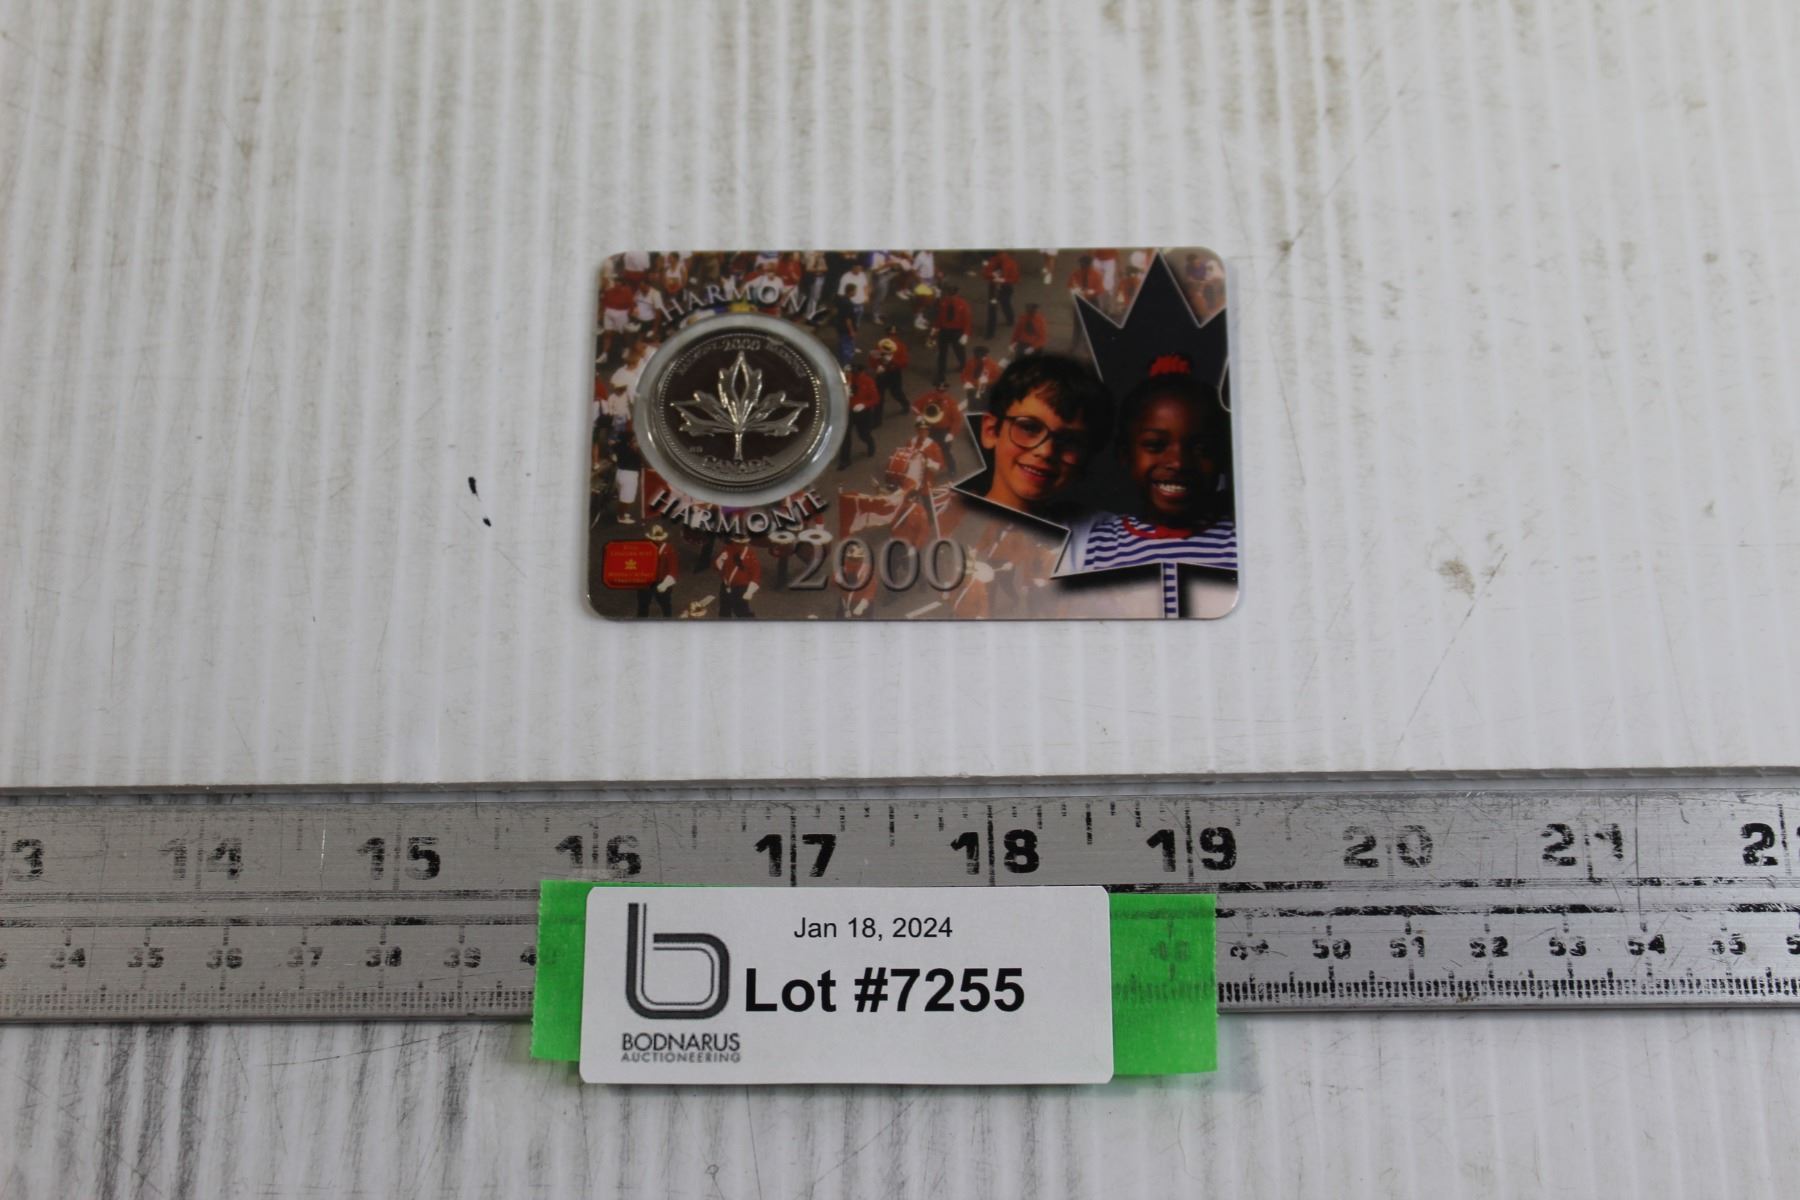 HARMONY
2000
CANADA
HARMONIE
2000
14 15 16 17 18 19 20 21
34 35 36 37 38 39
50 51 52 53 54 55
Jan 18, 2024
Lot #7255
BODNARUS
AUCTIONEERING